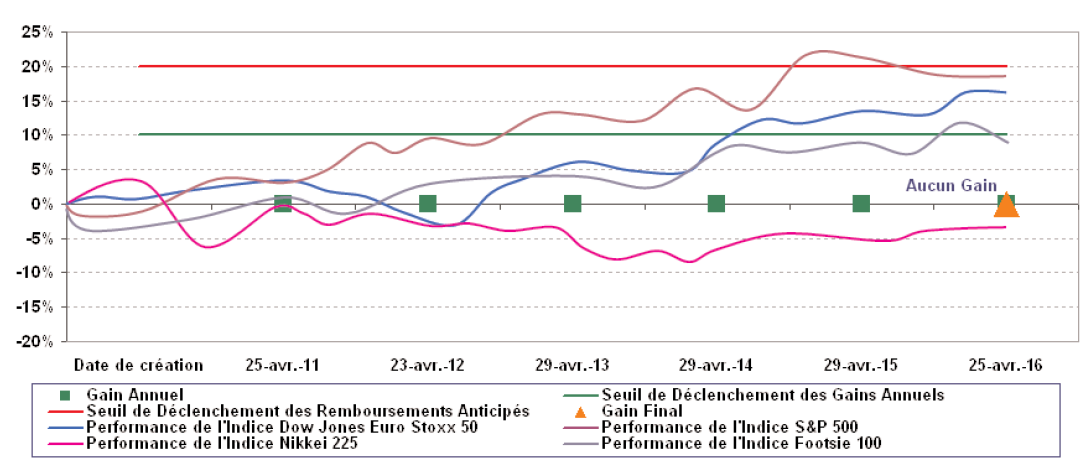 25%
20%
15%
10%
5%
0%
-5%
-10%
-15%
-20%
Aucun Gain
Date de création 25-avr.-11 23-avr.-12 29-avr.-13 29-avr.-14 29-avr.-15 25-avr.-16
Gain Annuel Seuil de Déclenchement des Gains Annuels
Seuil de Déclenchement des Remboursements Anticipés Gain Final
Performance de l'Indice Dow Jones Euro Stoxx 50 Performance de l'Indice S&P 500
Performance de l'Indice Nikkei 225 Performance de l'Indice Footsie 100